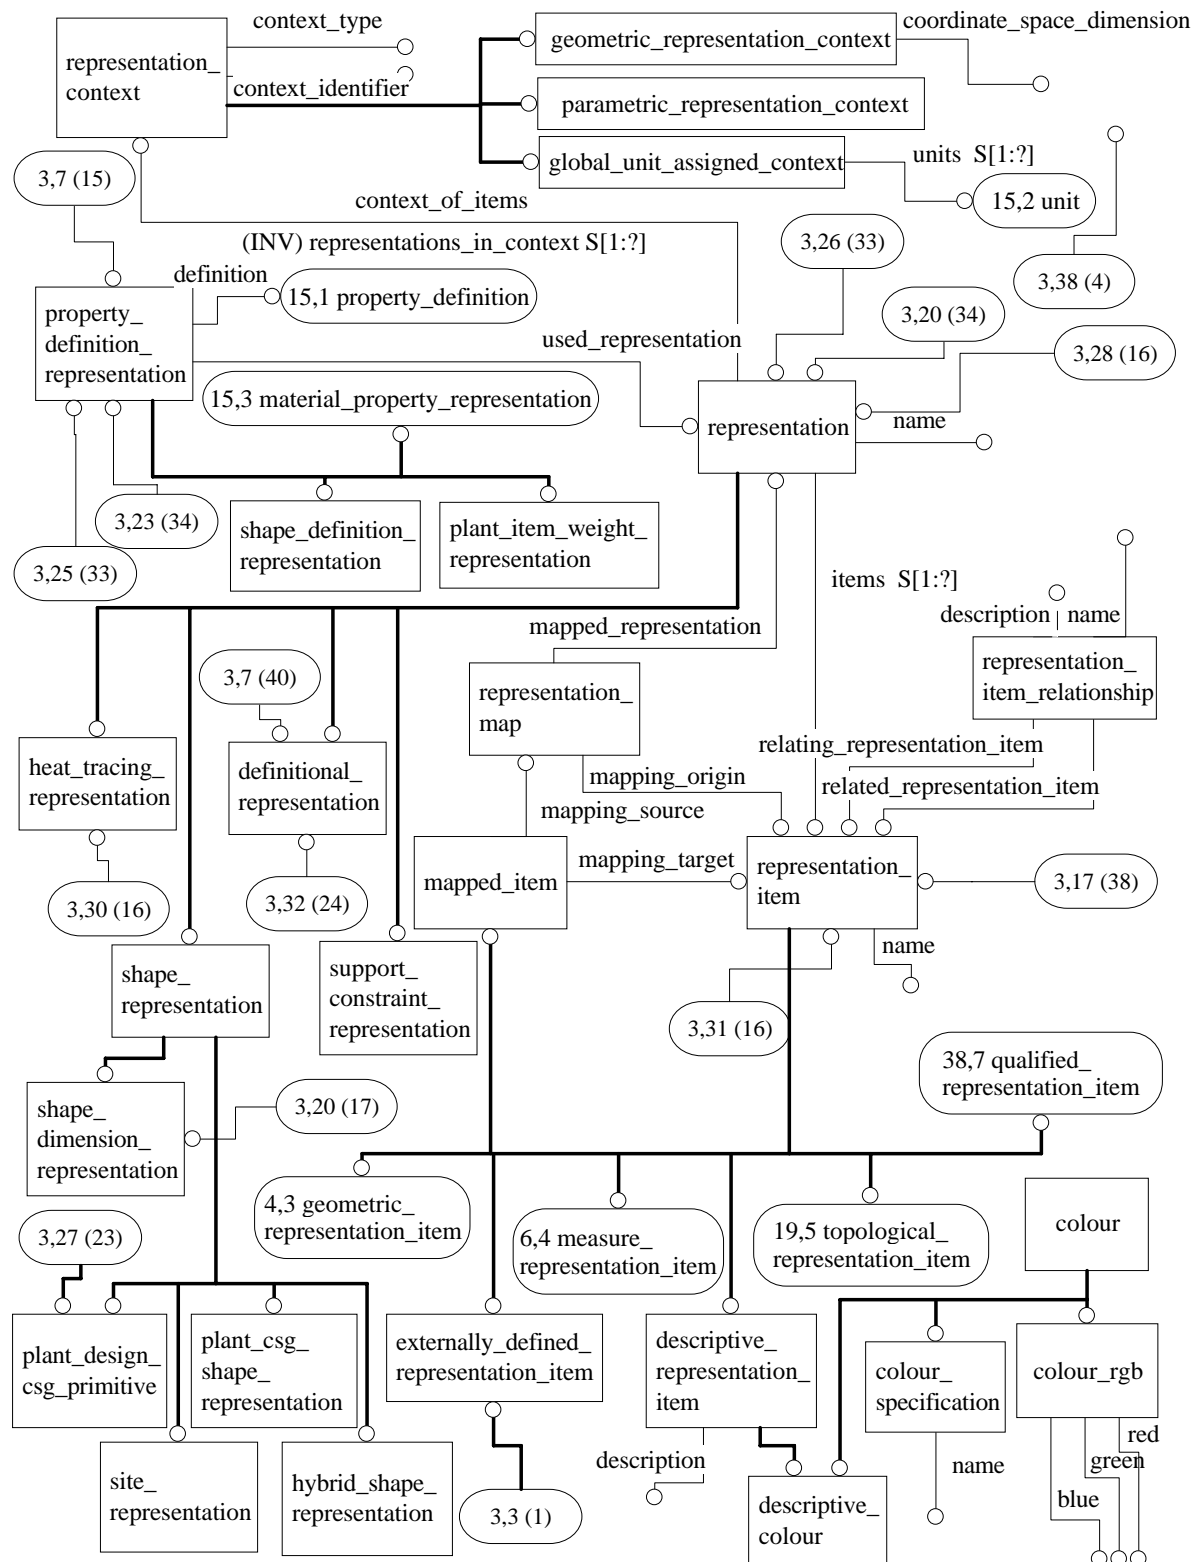 context_type
coordinate_space_dimension
representation_
context
geometric_representation_context
context_identifier
parametric_representation_context
global_unit_assigned_context
units S[1:?]
3,7 (15)
15,2 unit
context_of_items
(INV) representations_in_context S[1:?]
3,26 (33)
3,38 (4)
definition
15,1 property_definition
property_
definition_
representation
3,20 (34)
used_representation
3,28 (16)
15,3 material_property_representation
representation
name
3,23 (34)
shape_definition_
representation
plant_item_weight_
representation
3,25 (33)
items S[1:?]
description
name
mapped_representation
representation_
item_relationship
3,7 (40)
representation_
map
relating_representation_item
heat_tracing_
representation
definitional_
representation
mapping_origin
related_representation_item
mapping_source
mapped_item
mapping_target
representation_
item
3,17 (38)
3,30 (16)
3,32 (24)
name
shape_
representation
support_
constraint_
representation
3,31 (16)
38,7 qualified_
representation_item
shape_
dimension_
representation
3,20 (17)
4,3 geometric_
representation_item
6,4 measure_
representation_item
19,5 topological_
representation_item
colour
3,27 (23)
plant_design_
csg_primitive
plant_csg_
shape_
representation
externally_defined_
representation_item
descriptive_
representation_
item
colour_
specification
colour_rgb
red
green
blue
name
description
site_
representation
hybrid_shape_
representation
3,3 (1)
descriptive_
colour